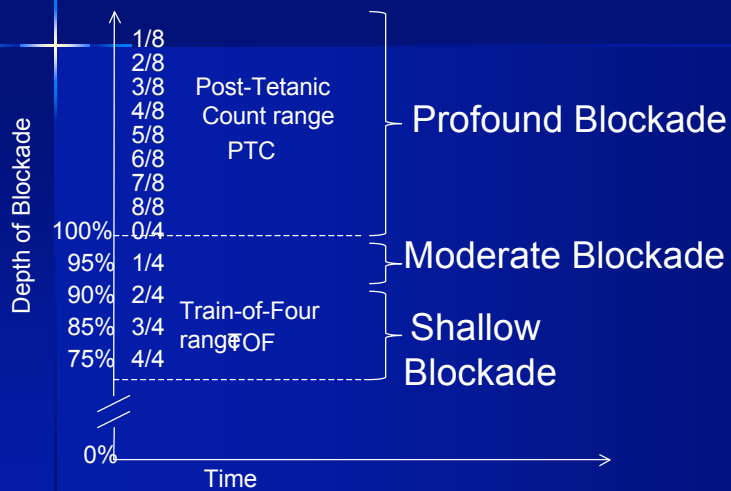 Depth of Blockade
1/8
2/8
3/8
4/8
5/8
6/8
7/8
8/8
100% 0/4
95% 1/4
90% 2/4
85% 3/4
75% 4/4
0%
Post-Tetanic
Count range
PTC
Train-of-Four
range
TOF
Profound Blockade
Moderate Blockade
Shallow
Blockade
Time